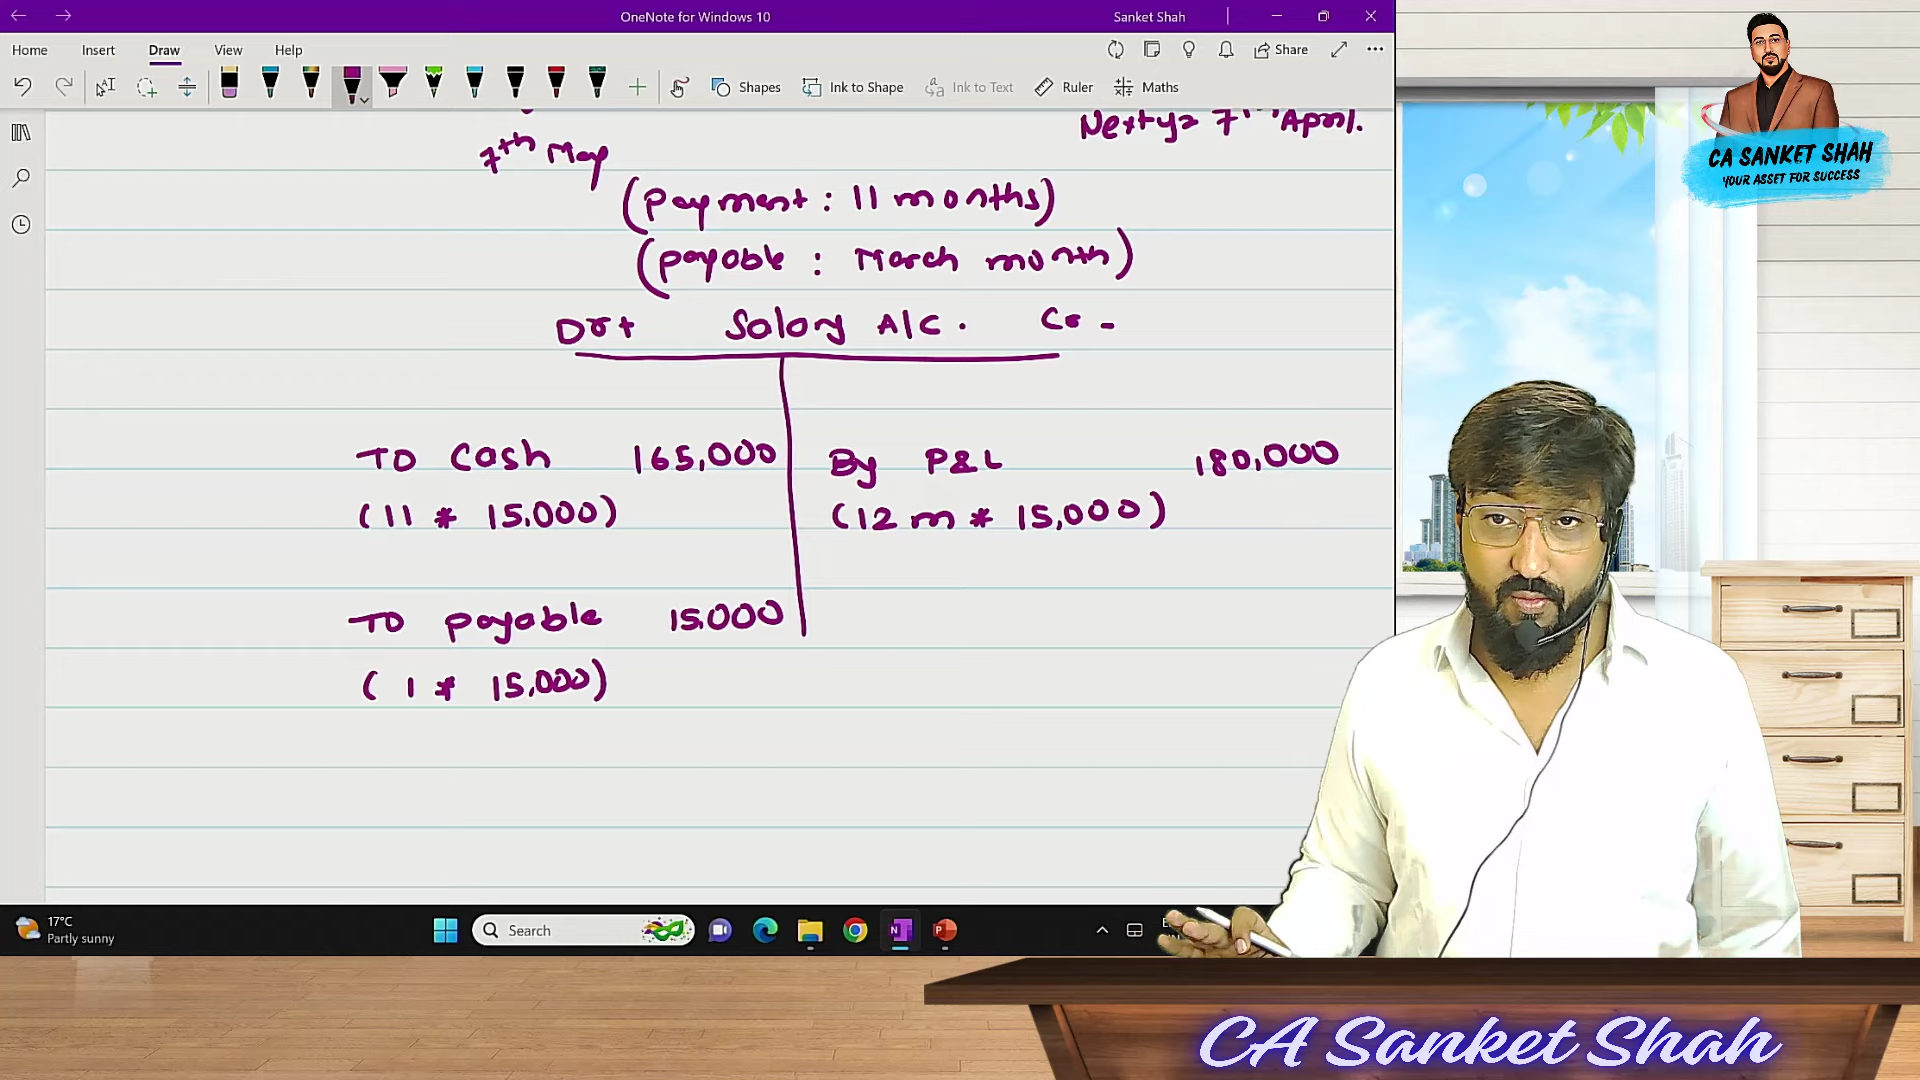 OneNote for Windows 10
Sanket Shah
Home Insert Draw View Help
Share
Shapes
Ink to Shape
Ink to Text
Ruler
Maths
7th May
April.
(Payment : 11 months)
(payable : March month)
Salary A/C.
To Cash 165,000
By P&L 180,000
(11 * 15,000)
(12 m * 15,000)
To payable 15,000
(1 * 15,000)
CA SANKET SHAH
YOUR ASSET FOR SUCCESS
17°C
Partly sunny
Search
CA Sanket Shah